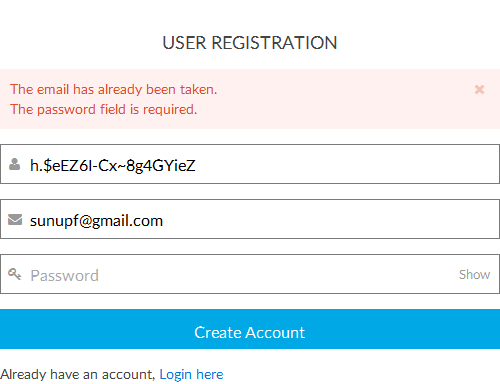 USER REGISTRATION
The email has already been taken.
The password field is required.
h.$eEZ6I-Cx~8g4GYieZ
sunupf@gmail.com
Password Show
Create Account
Already have an account, Login here